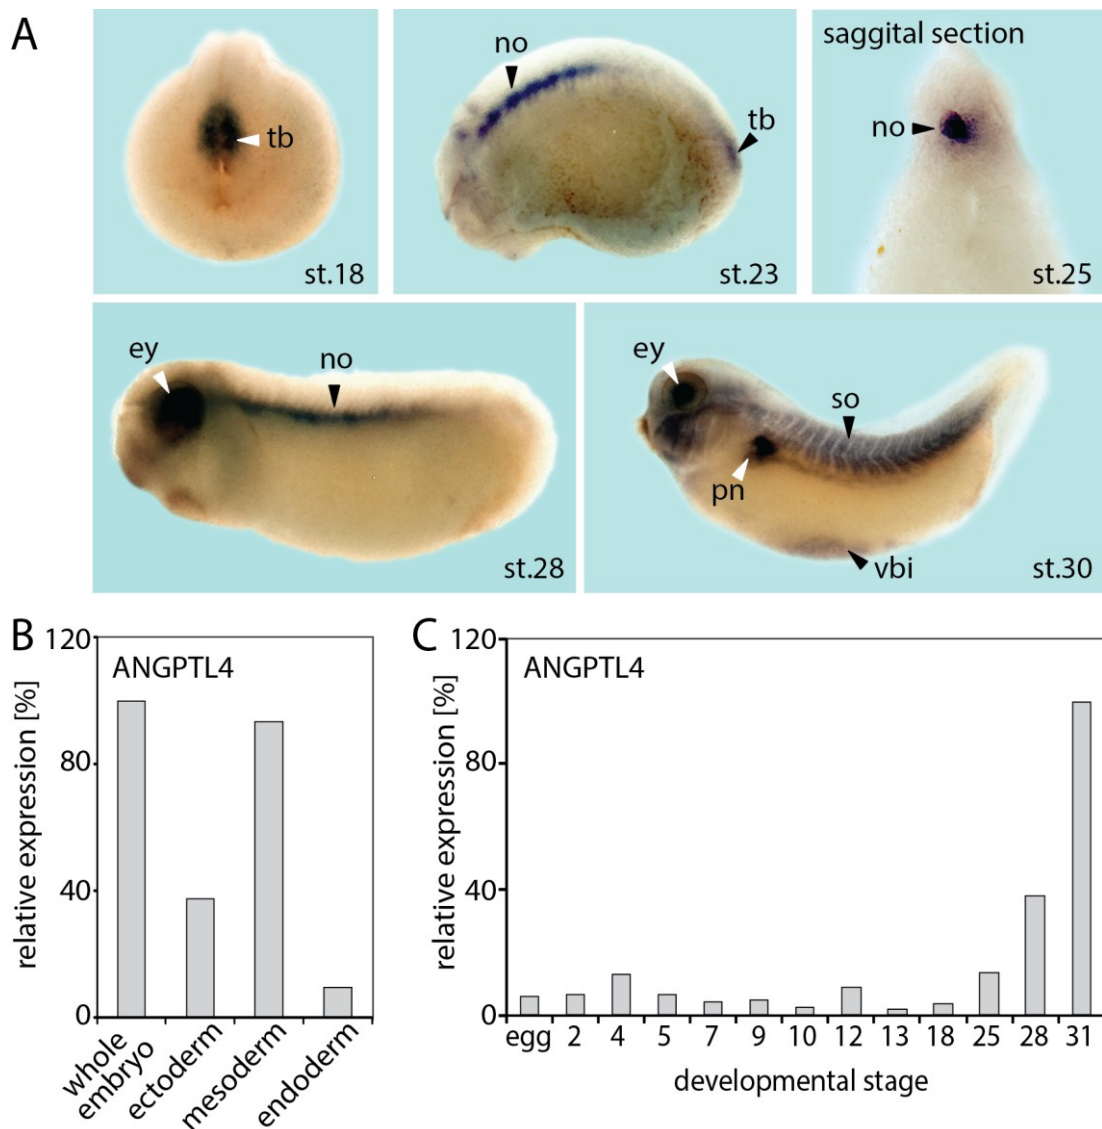 A
tb
st.18
no
tb
st.23
saggital section
no
st.25
ey
no
st.28
ey
so
pn
vbi
st.30
B
ANGPTL4
relative expression [%]
120
80
40
0
whole
embryo
ectoderm
mesoderm
endoderm
C
ANGPTL4
relative expression [%]
120
80
40
0
egg 2 4 5 7 9 10 12 13 18 25 28 31
developmental stage